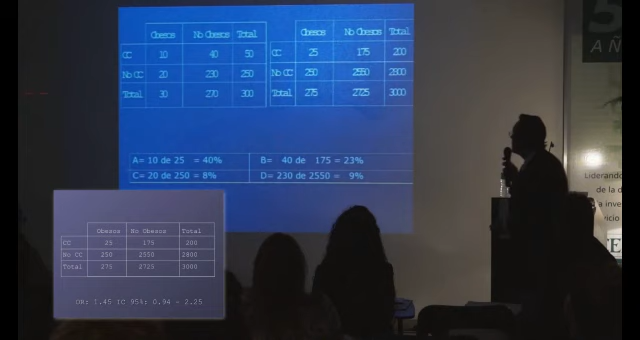 Obesos No Obesos Total
CC 10 40 50
No CC 20 230 250
Total 30 270 300
Obesos No Obesos Total
CC 25 175 200
No CC 250 2550 2800
Total 275 2725 3000
A= 10 de 25 = 40%
B= 40 de 175 = 23%
C= 20 de 250 = 8%
D= 230 de 2550 = 9%
Obesos No Obesos Total
CC 25 175 200
No CC 250 2550 2800
Total 275 2725 3000
OR: 1.45 IC 95%: 0.94 - 2.25
5
AÑ
Liderando
de la d
a inve
icio